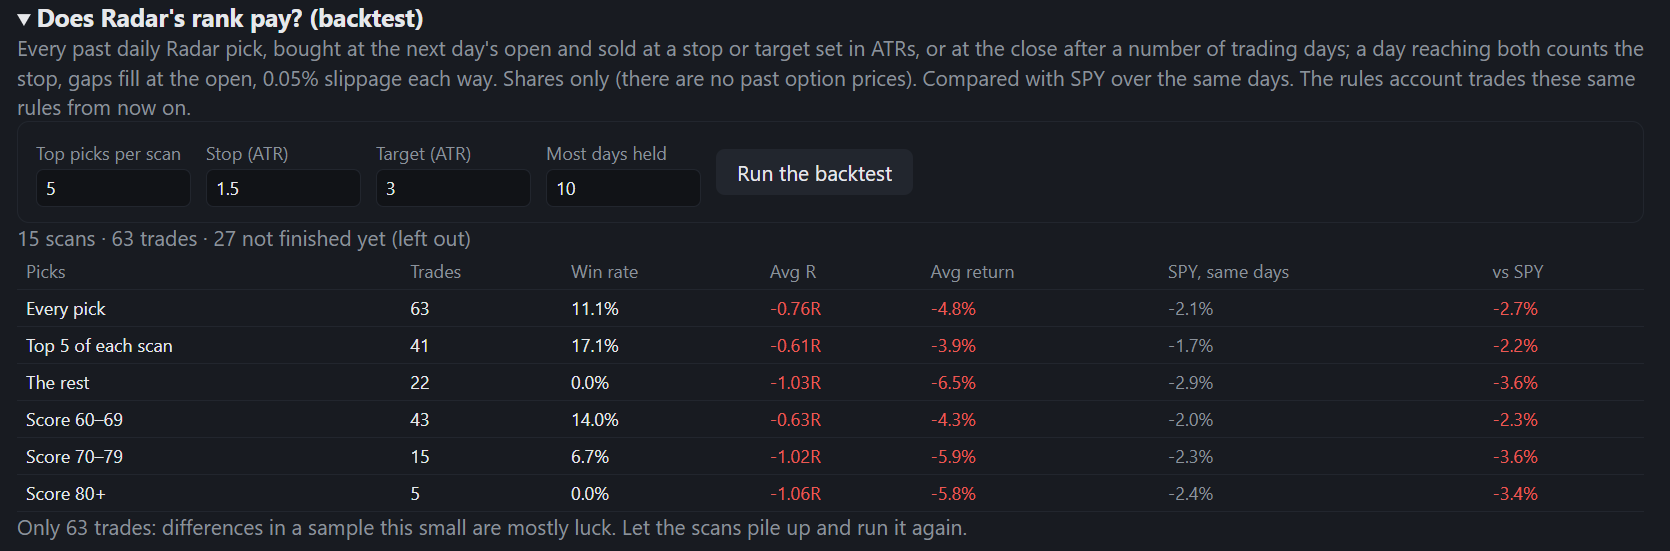 ▼ Does Radar's rank pay? (backtest)
Every past daily Radar pick, bought at the next day's open and sold at a stop or target set in ATRs, or at the close after a number of trading days; a day reaching both counts the
stop, gaps fill at the open, 0.05% slippage each way. Shares only (there are no past option prices). Compared with SPY over the same days. The rules account trades these same
rules from now on.
Top picks per scan Stop (ATR) Target (ATR) Most days held
5 1.5 3 10 Run the backtest
15 scans · 63 trades · 27 not finished yet (left out)
Picks Trades Win rate Avg R Avg return SPY, same days vs SPY
Every pick 63 11.1% -0.76R -4.8% -2.1% -2.7%
Top 5 of each scan 41 17.1% -0.61R -3.9% -1.7% -2.2%
The rest 22 0.0% -1.03R -6.5% -2.9% -3.6%
Score 60–69 43 14.0% -0.63R -4.3% -2.0% -2.3%
Score 70–79 15 6.7% -1.02R -5.9% -2.3% -3.6%
Score 80+ 5 0.0% -1.06R -5.8% -2.4% -3.4%
Only 63 trades: differences in a sample this small are mostly luck. Let the scans pile up and run it again.